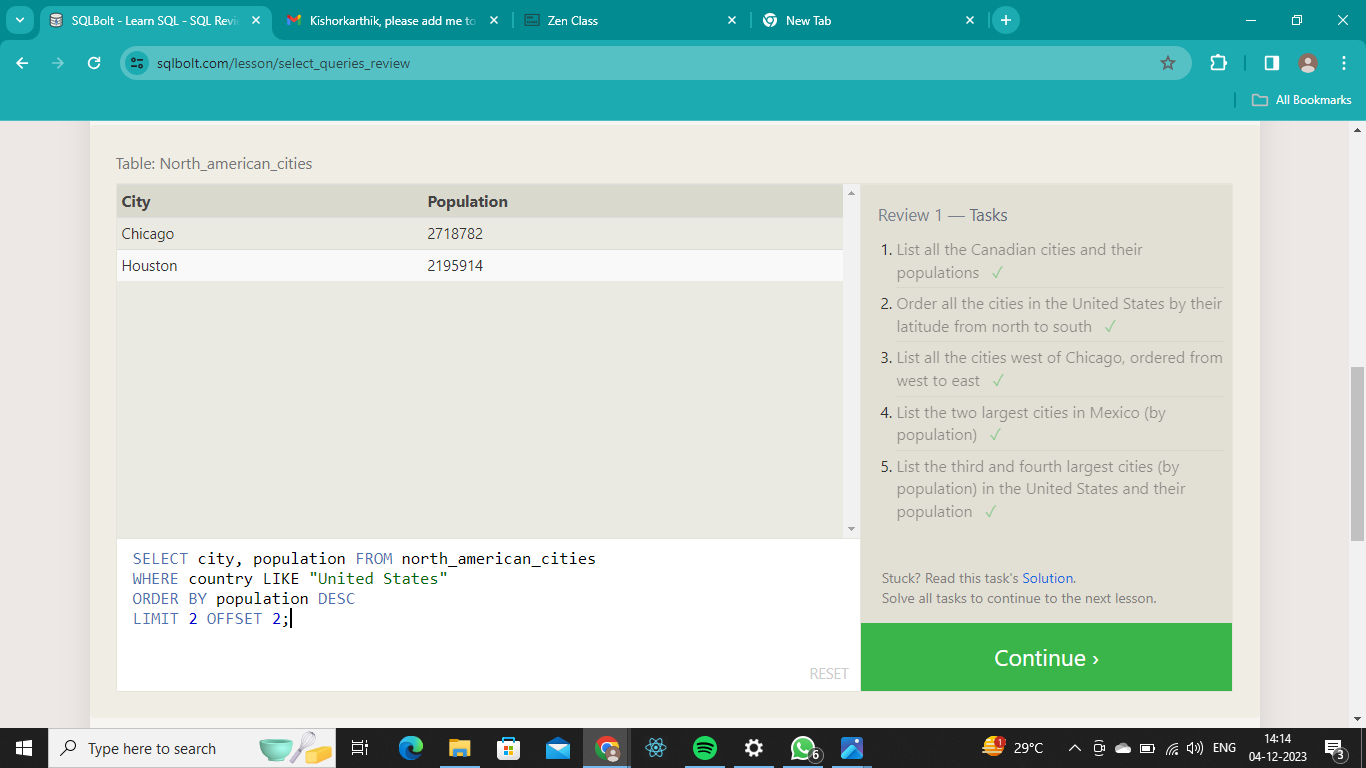 SQLBolt - Learn SQL - SQL Revi
Kishorkarthik, please add me to
Zen Class
New Tab
sqlbolt.com/lesson/select_queries_review
All Bookmarks
Table: North_american_cities
City Population
Chicago 2718782
Houston 2195914
Review 1 — Tasks
1. List all the Canadian cities and their
populations ✓
2. Order all the cities in the United States by their
latitude from north to south ✓
3. List all the cities west of Chicago, ordered from
west to east ✓
4. List the two largest cities in Mexico (by
population) ✓
5. List the third and fourth largest cities (by
population) in the United States and their
population ✓
SELECT city, population FROM north_american_cities
WHERE country LIKE "United States"
ORDER BY population DESC
LIMIT 2 OFFSET 2;
RESET
Stuck? Read this task's Solution.
Solve all tasks to continue to the next lesson.
Continue ›
Type here to search
6
1
29°C
ENG
14:14
04-12-2023
3